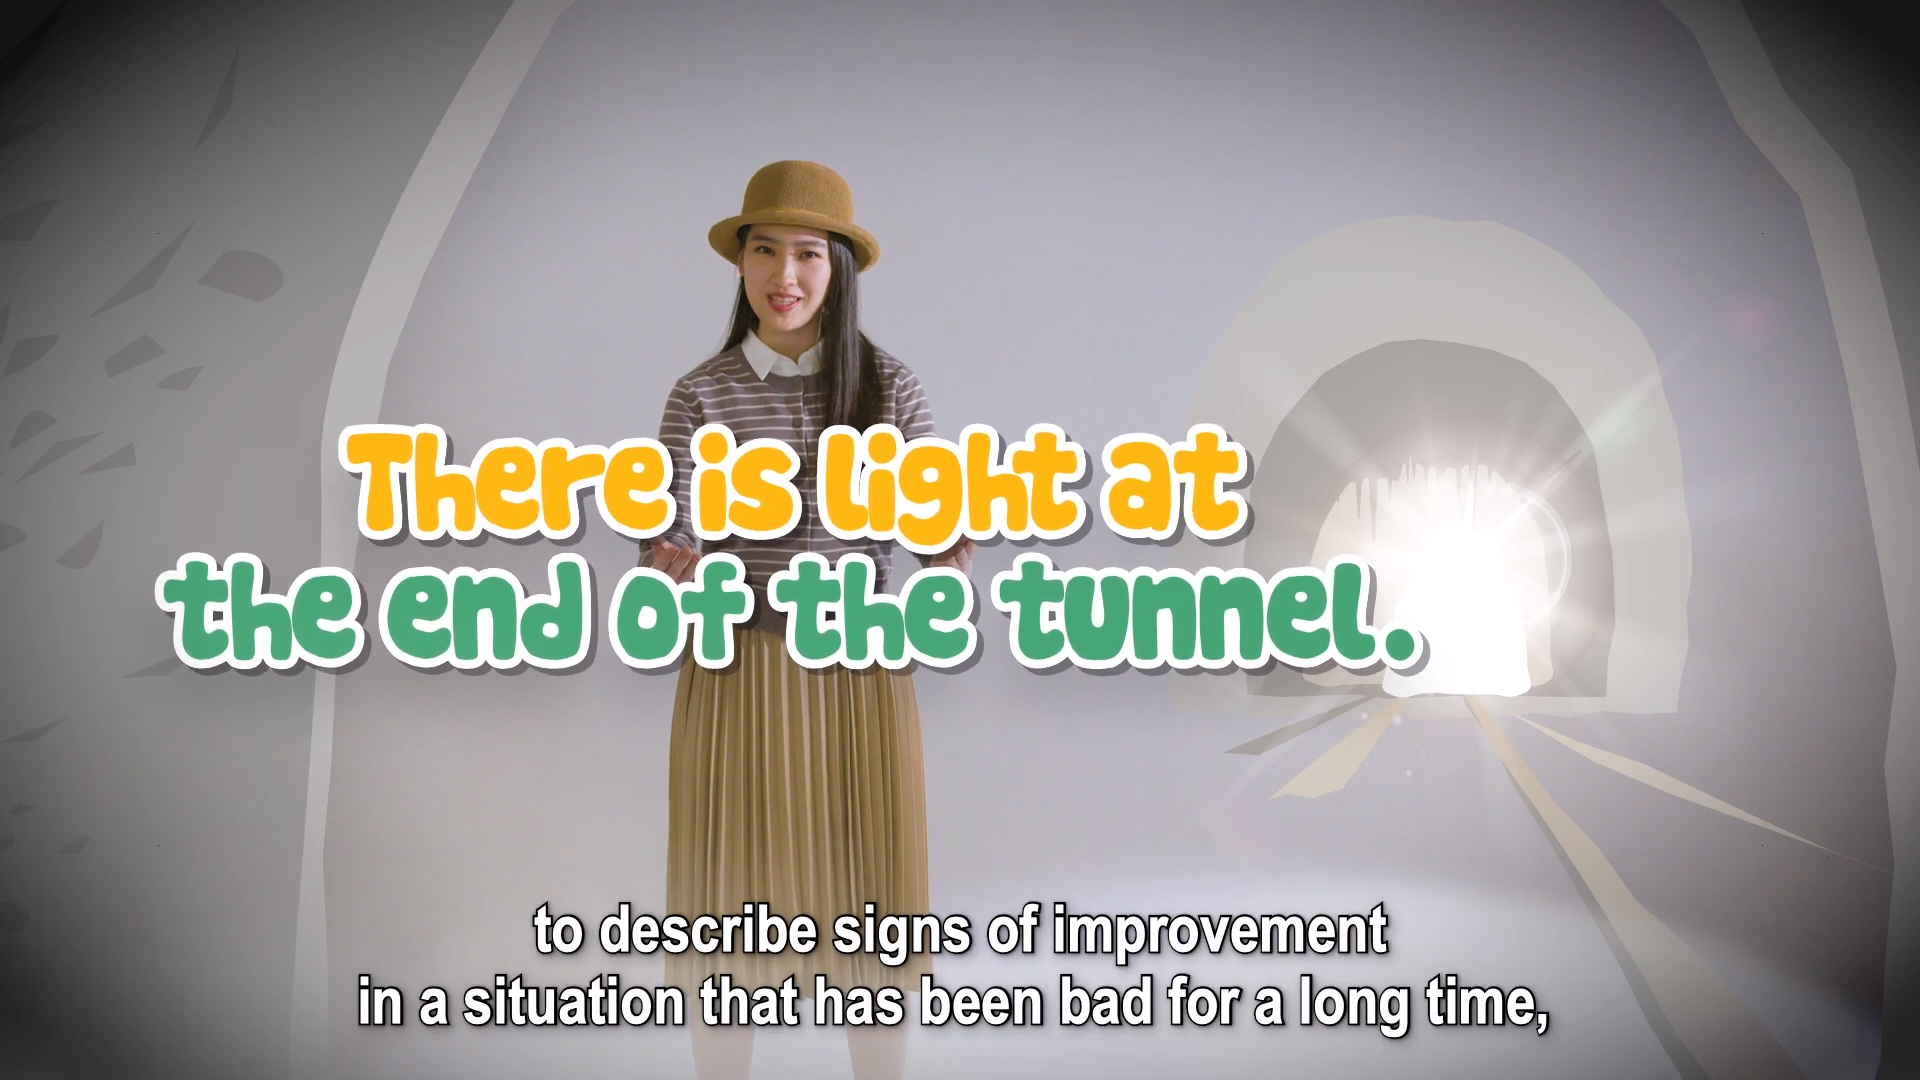 There is light at
the end of the tunnel.
to describe signs of improvement
in a situation that has been bad for a long time,